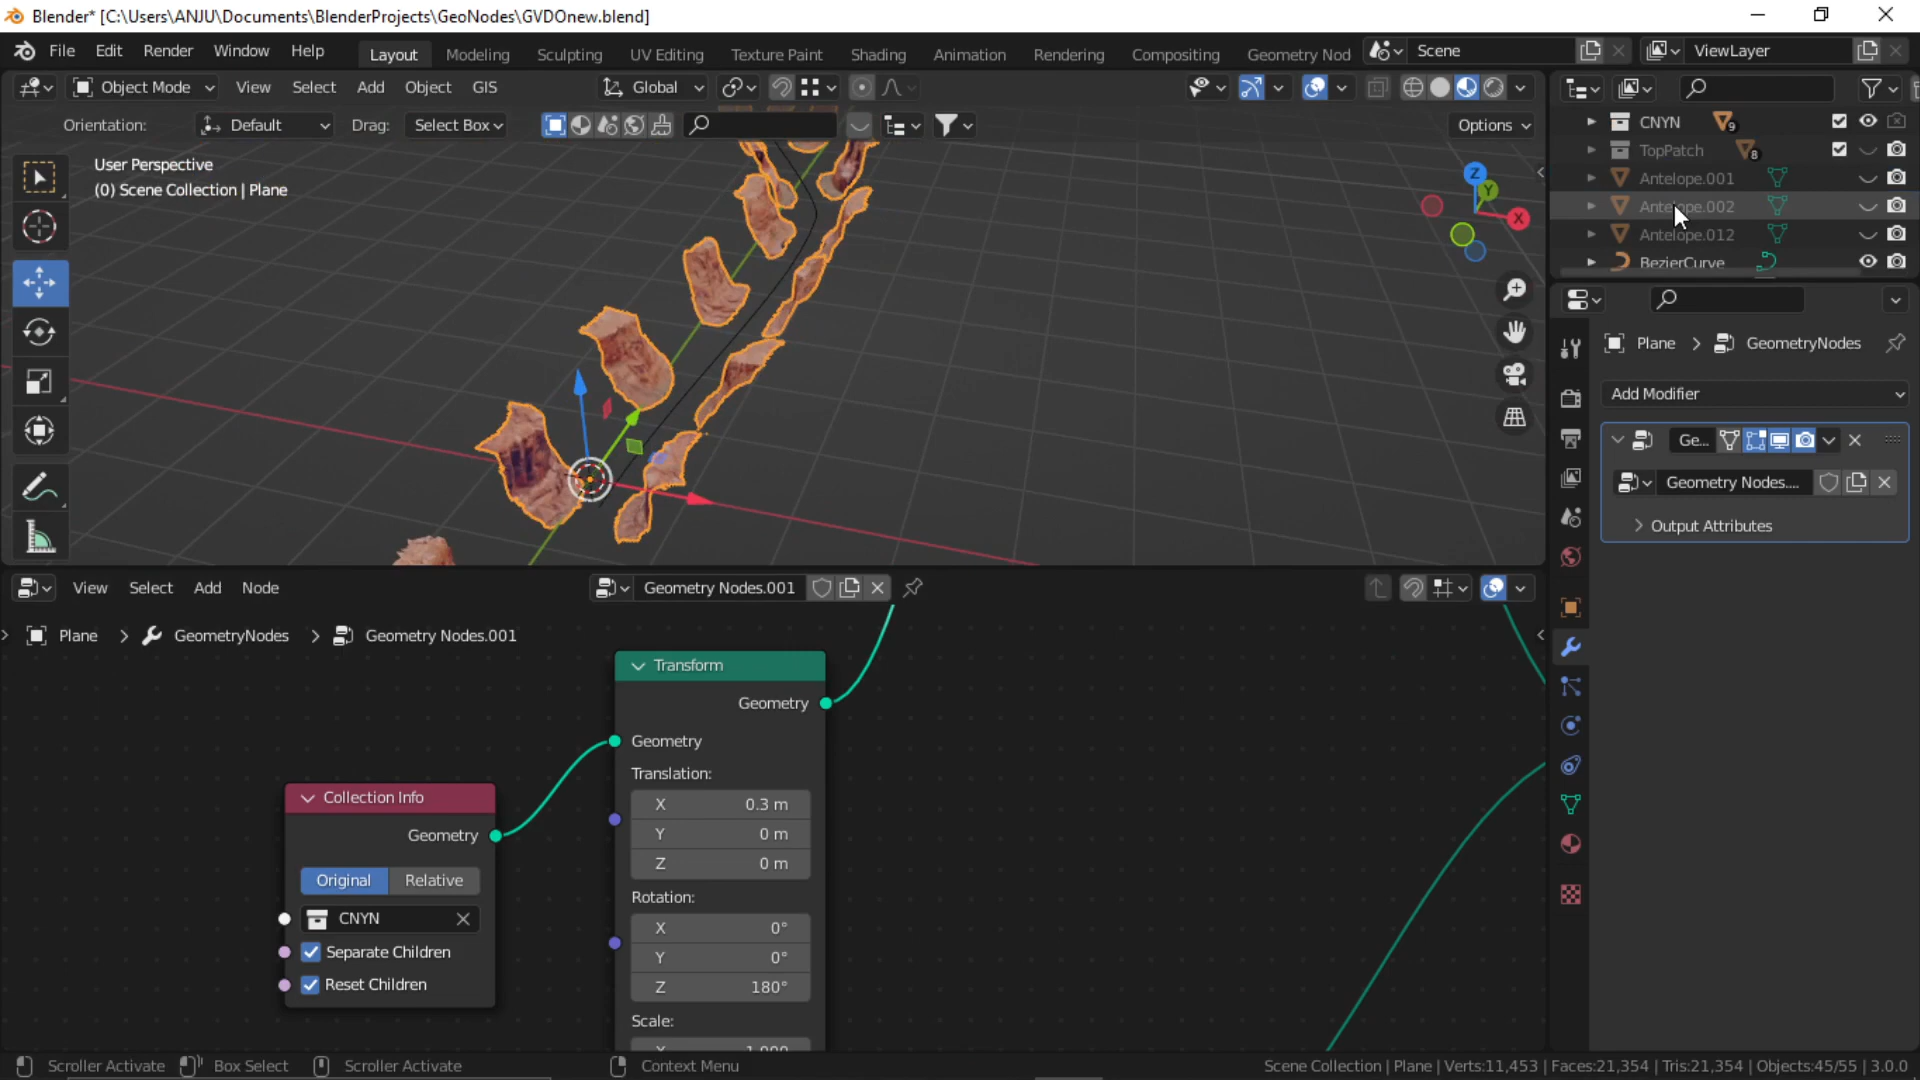 Blender* [C:\Users\ANJU\Documents\BlenderProjects\GeoNodes\GVDOnew.blend]
File Edit Render Window Help Layout Modeling Sculpting UV Editing Texture Paint Shading Animation Rendering Compositing Geometry Nod Scene ViewLayer
Object Mode View Select Add Object GIS Global
Orientation: Default Drag: Select Box Options
User Perspective
(0) Scene Collection | Plane
X Y Z
CNYN 9
TopPatch 8
Antelope.001
Antelope.002
Antelope.012
BezierCurve
Plane > GeometryNodes
Add Modifier
Ge...
Geometry Nodes....
Output Attributes
View Select Add Node Geometry Nodes.001
Plane > GeometryNodes > Geometry Nodes.001
Transform
Geometry
Geometry
Translation:
X 0.3 m
Y 0 m
Z 0 m
Rotation:
X 0°
Y 0°
Z 180°
Scale:
X 1.000
Collection Info
Geometry
Original Relative
CNYN
Separate Children
Reset Children
Scroller Activate Box Select Scroller Activate Context Menu Scene Collection | Plane | Verts:11,453 | Faces:21,354 | Tris:21,354 | Objects:45/55 | 3.0.0